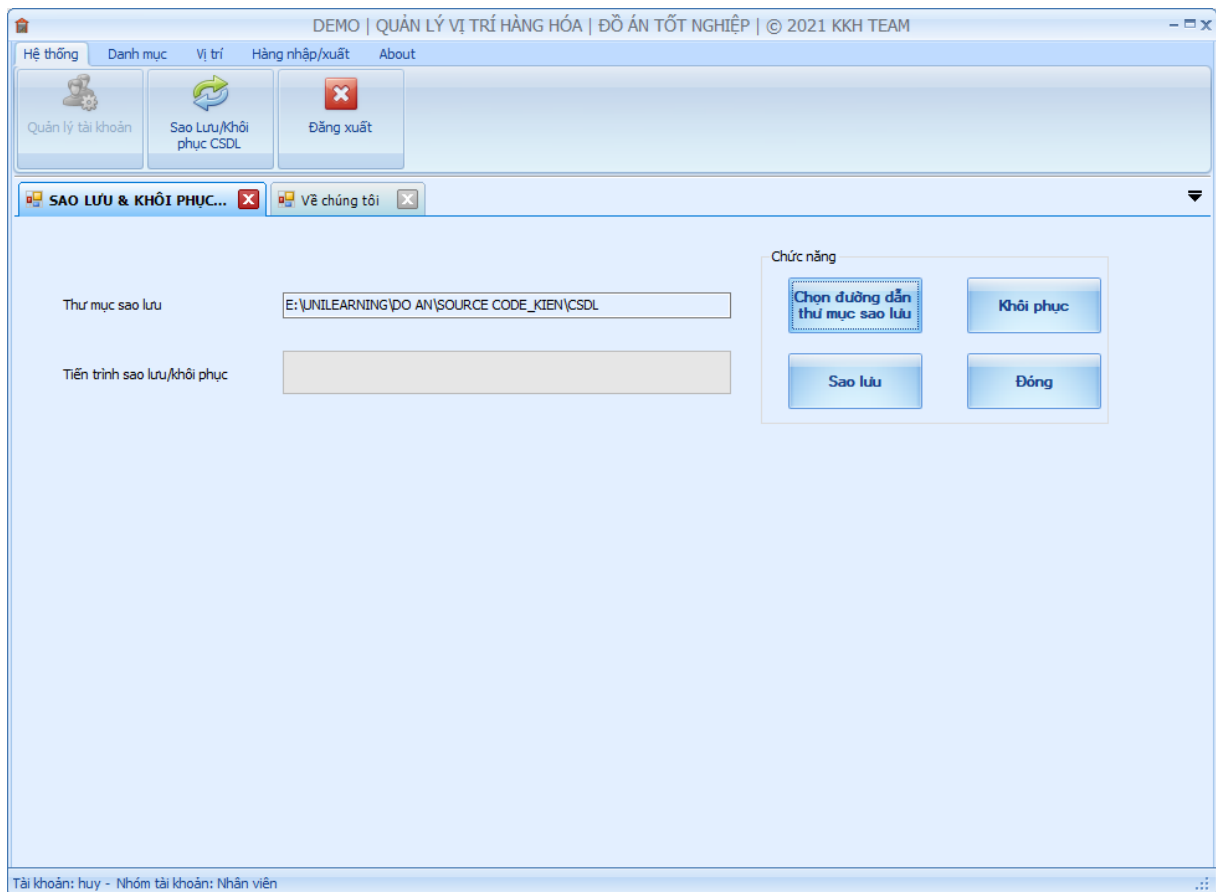 DEMO | QUẢN LÝ VỊ TRÍ HÀNG HÓA | ĐỒ ÁN TỐT NGHIỆP | © 2021 KKH TEAM
Hệ thống Danh mục Vị trí Hàng nhập/xuất About
Quản lý tài khoản
Sao Lưu/Khôi
phục CSDL
Đăng xuất
SAO LƯU & KHÔI PHỤC... Về chúng tôi
Chức năng
Thư mục sao lưu
E:\UNILEARNING\DO AN\SOURCE CODE_KIEN\CSDL
Chọn đường dẫn
thư mục sao lưu
Khôi phục
Tiến trình sao lưu/khôi phục
Sao lưu
Đóng
Tài khoản: huy - Nhóm tài khoản: Nhân viên